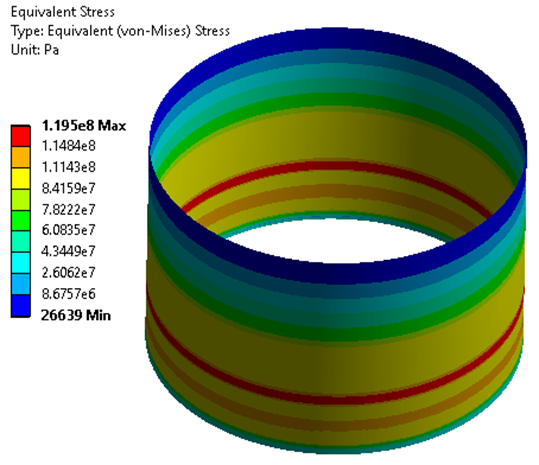 Equivalent Stress
Type: Equivalent (von-Mises) Stress
Unit: Pa
1.195e8 Max
1.1484e8
1.1143e8
8.4159e7
7.8222e7
6.0835e7
4.3449e7
2.6062e7
8.6757e6
26639 Min